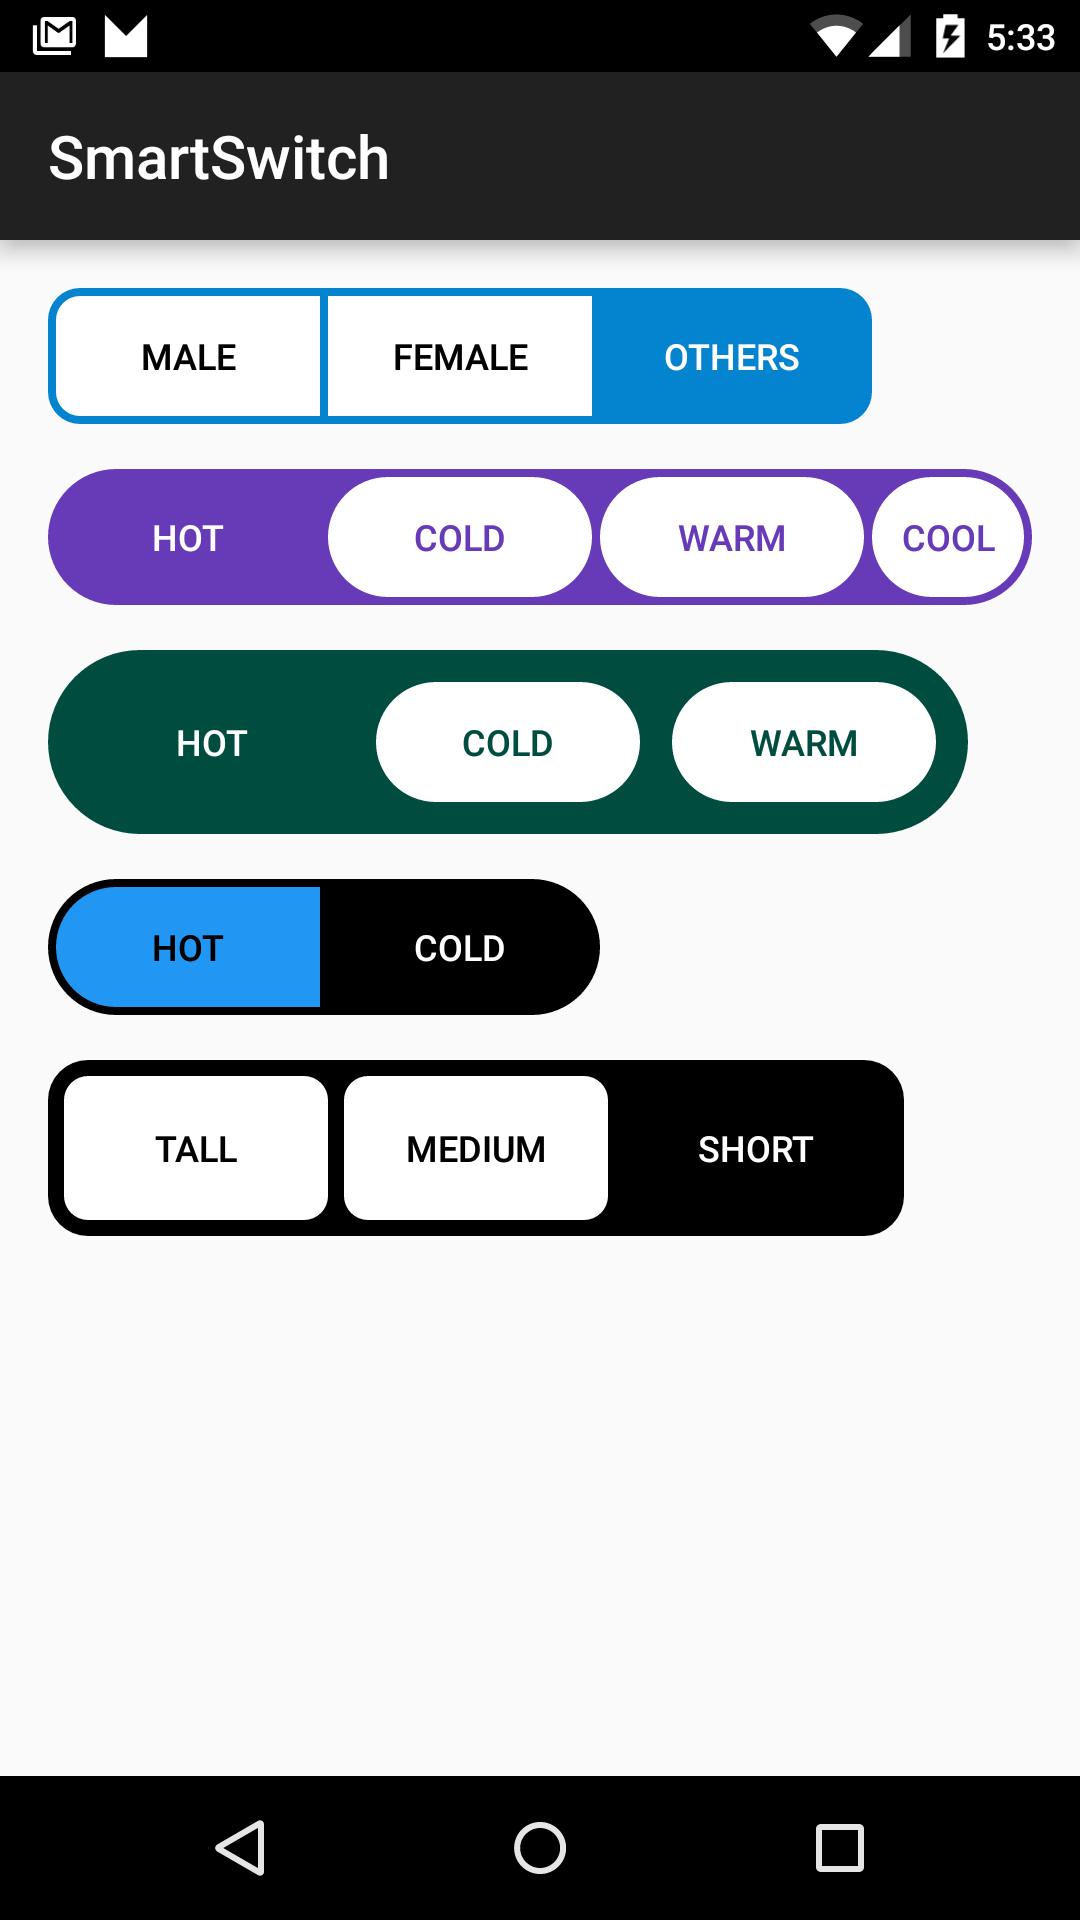 5:33
SmartSwitch
MALE FEMALE OTHERS
HOT COLD WARM COOL
HOT COLD WARM
HOT COLD
TALL MEDIUM SHORT